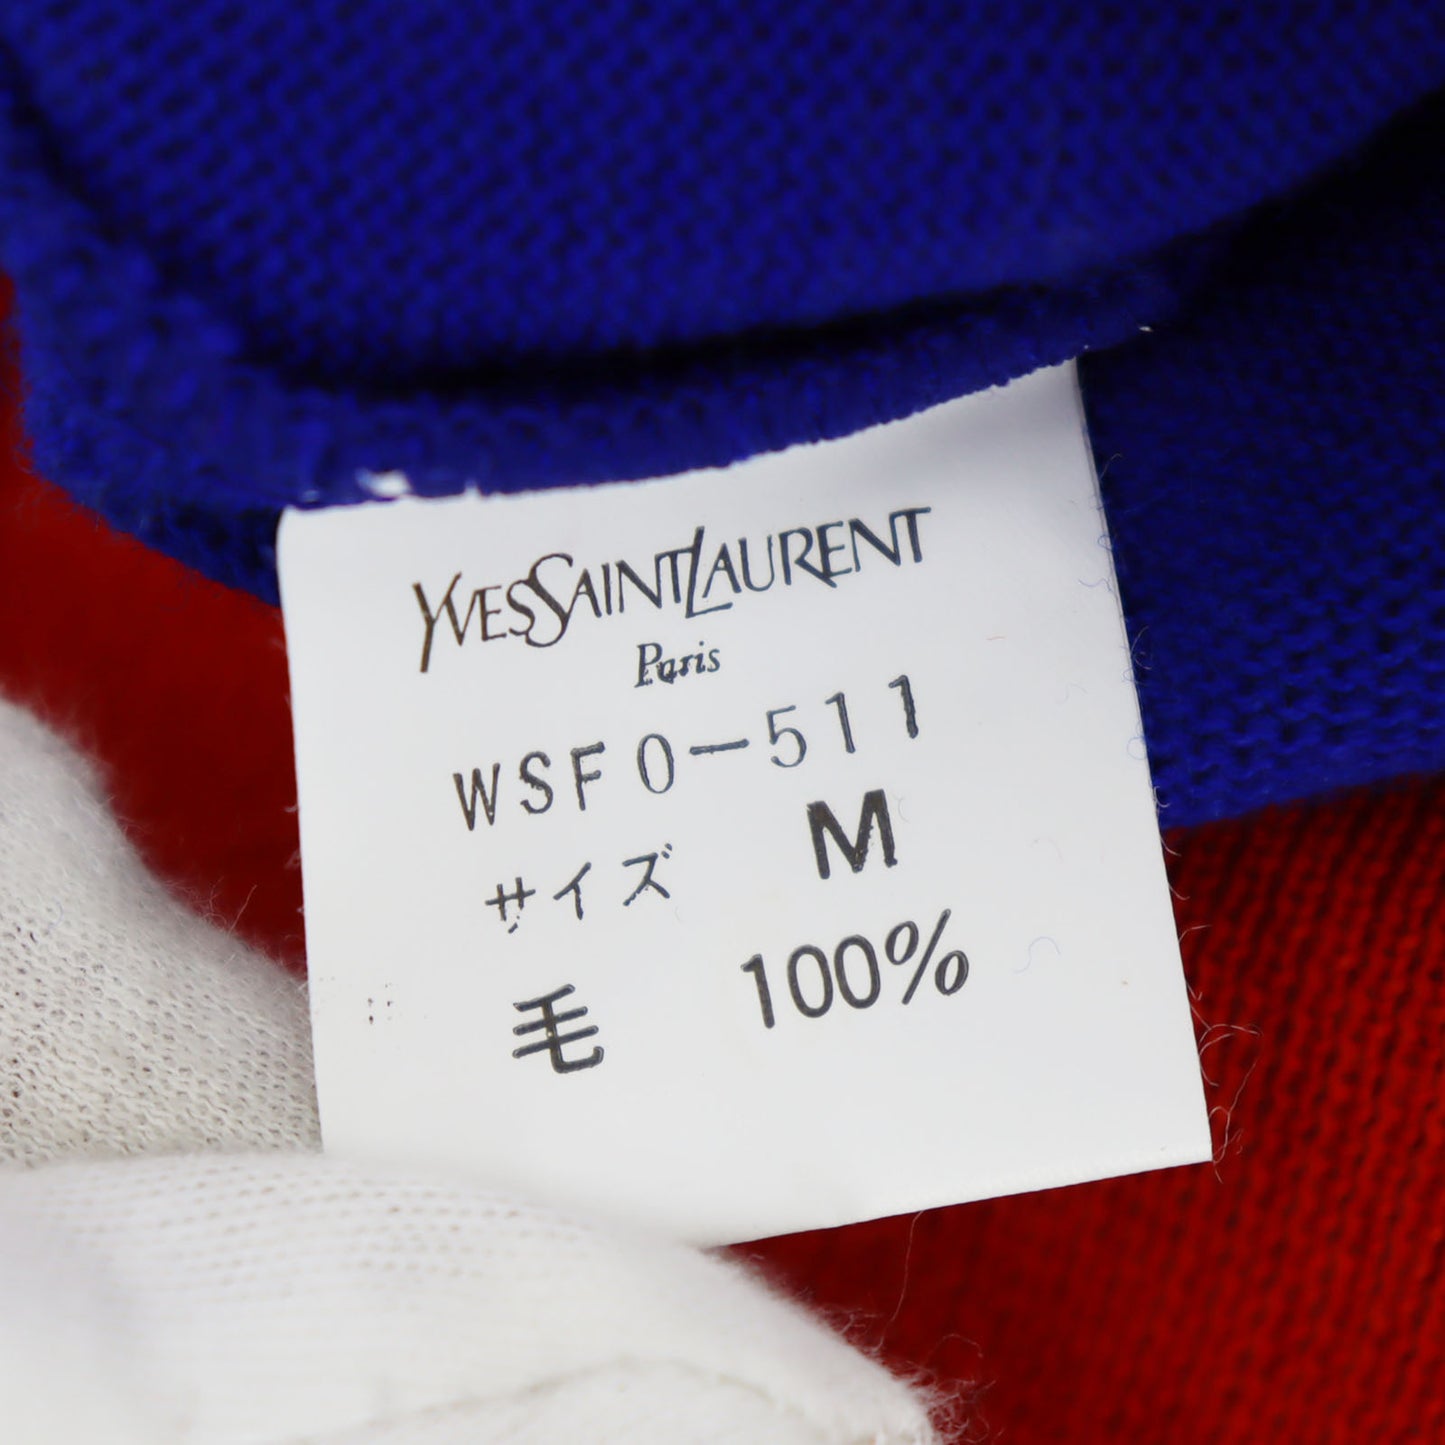 YVESSAINTLAURENT
Paris
WSF0-511
サイズ M
毛 100%